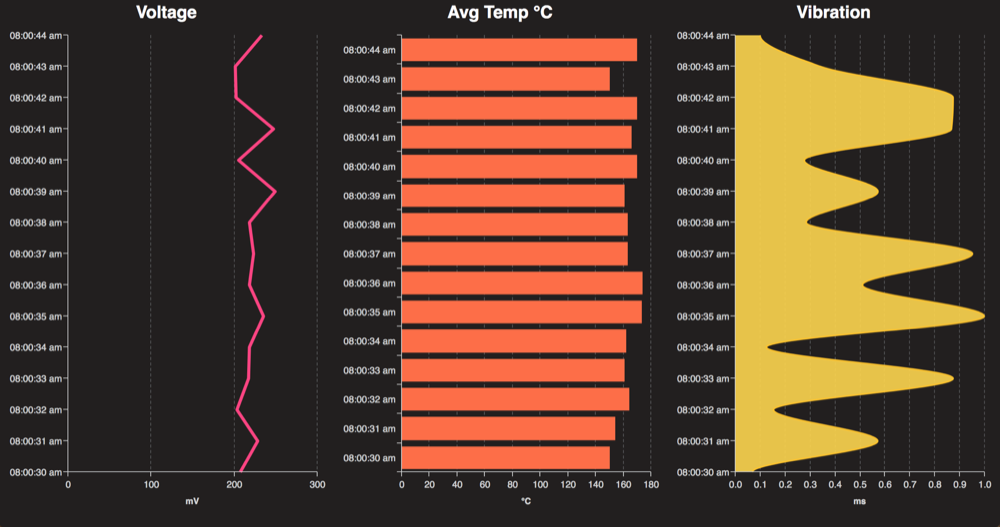 Voltage
08:00:44 am
08:00:43 am
08:00:42 am
08:00:41 am
08:00:40 am
08:00:39 am
08:00:38 am
08:00:37 am
08:00:36 am
08:00:35 am
08:00:34 am
08:00:33 am
08:00:32 am
08:00:31 am
08:00:30 am
0 100 200 300
mV
Avg Temp °C
08:00:44 am
08:00:43 am
08:00:42 am
08:00:41 am
08:00:40 am
08:00:39 am
08:00:38 am
08:00:37 am
08:00:36 am
08:00:35 am
08:00:34 am
08:00:33 am
08:00:32 am
08:00:31 am
08:00:30 am
0 20 40 60 80 100 120 140 160 180
°C
Vibration
08:00:44 am
08:00:43 am
08:00:42 am
08:00:41 am
08:00:40 am
08:00:39 am
08:00:38 am
08:00:37 am
08:00:36 am
08:00:35 am
08:00:34 am
08:00:33 am
08:00:32 am
08:00:31 am
08:00:30 am
0.0 0.1 0.2 0.3 0.4 0.5 0.6 0.7 0.8 0.9 1.0
ms